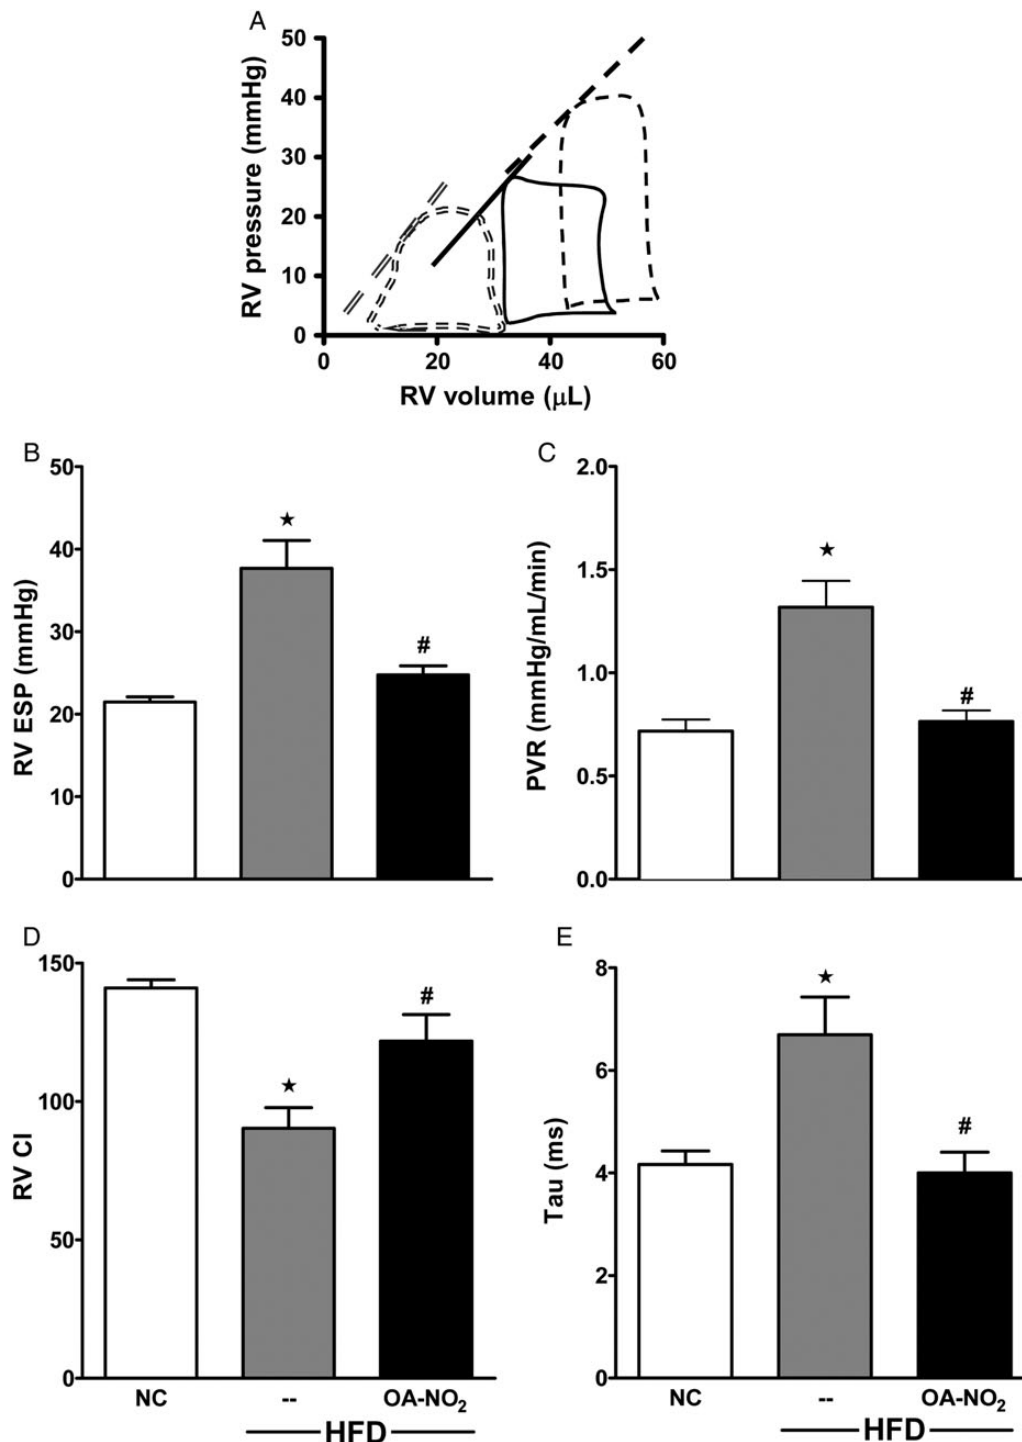 A
RV pressure (mmHg)
50
40
30
20
10
0
0 20 40 60
RV volume (μL)
B
RV ESP (mmHg)
50
40
30
20
10
0
★
#
C
PVR (mmHg/mL/min)
2.0
1.5
1.0
0.5
0.0
★
#
D
RV CI
150
100
50
0
★
#
NC -- OA-NO₂
HFD
E
Tau (ms)
8
6
4
2
0
★
#
NC -- OA-NO₂
HFD